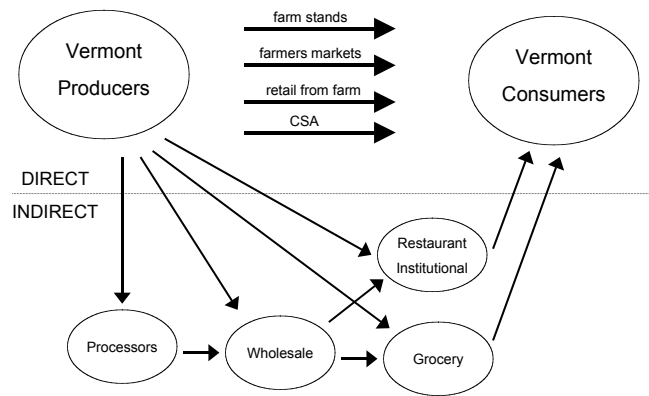 Vermont
Producers
farm stands
farmers markets
retail from farm
CSA
Vermont
Consumers
DIRECT
INDIRECT
Restaurant
Institutional
Processors
Wholesale
Grocery